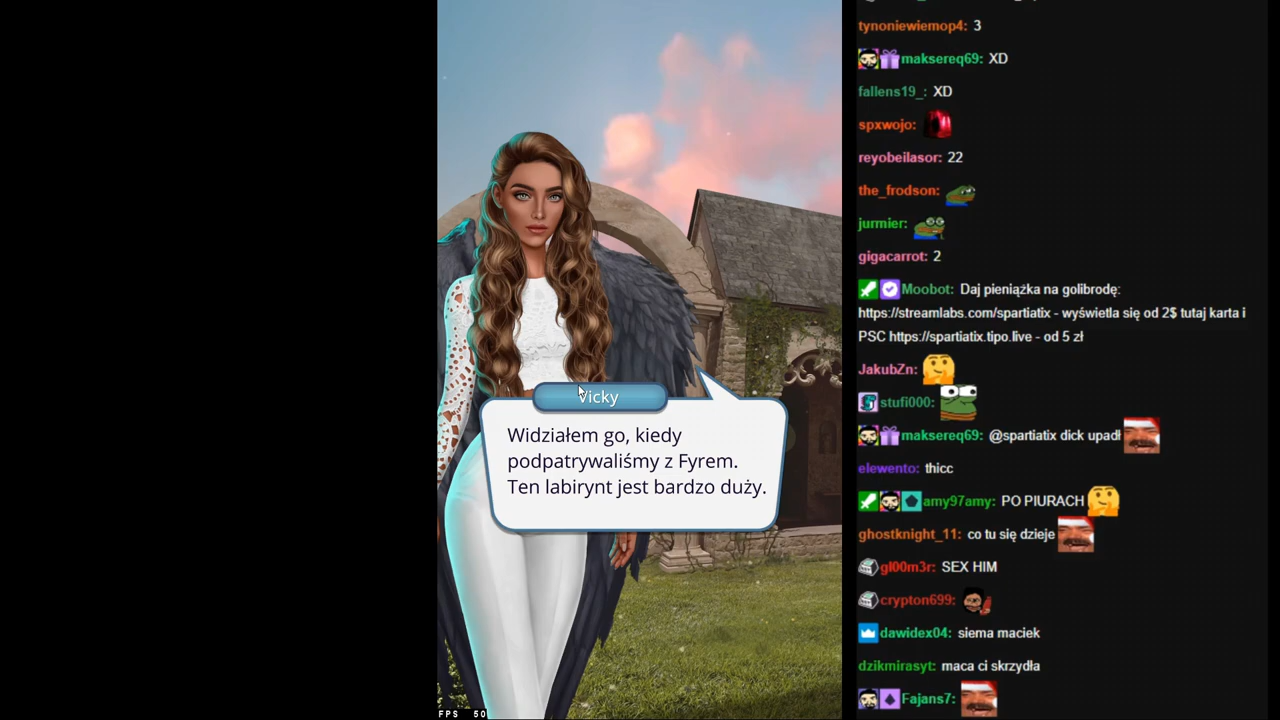 Vicky
Widziałem go, kiedy
podpatrywaliśmy z Fyrem.
Ten labirynt jest bardzo duży.
FPS 50
tynoniewiemop4: 3
maksereq69: XD
fallens19_: XD
spxwojo:
reyobeilasor: 22
the_frodson:
jurmier:
gigacarrot: 2
Moobot: Daj pieniążka na golibrodę:
https://streamlabs.com/spartiatix - wyświetla się od 2$ tutaj karta i
PSC https://spartiatix.tipo.live - od 5 zł
JakubZn:
stufi000:
maksereq69: @spartiatix dick upadł
elewento: thicc
amy97amy: PO PIURACH
ghostknight_11: co tu się dzieje
gl00m3r: SEX HIM
crypton699:
dawidex04: siema maciek
dzikmirasyt: maca ci skrzydła
Fajans7: